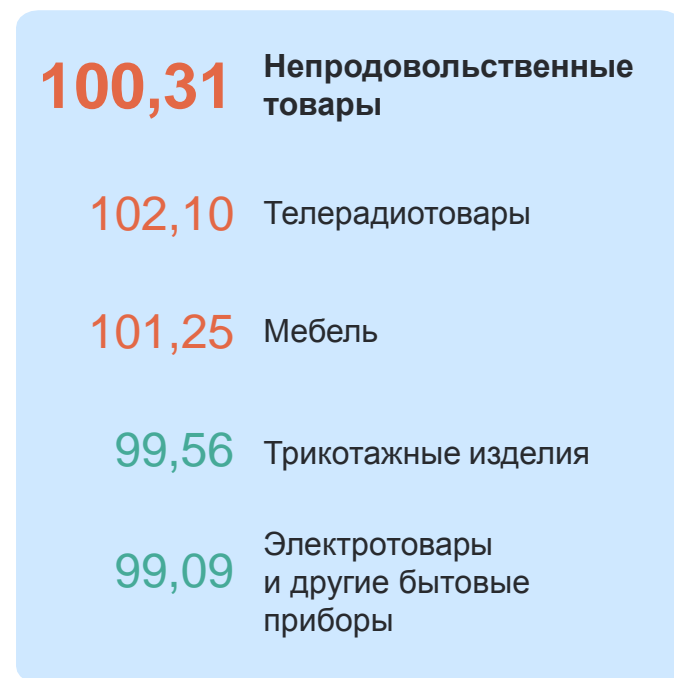 100,31 Непродовольственные
товары
102,10 Телерадиотовары
101,25 Мебель
99,56 Трикотажные изделия
Электротовары
99,09 и другие бытовые
приборы